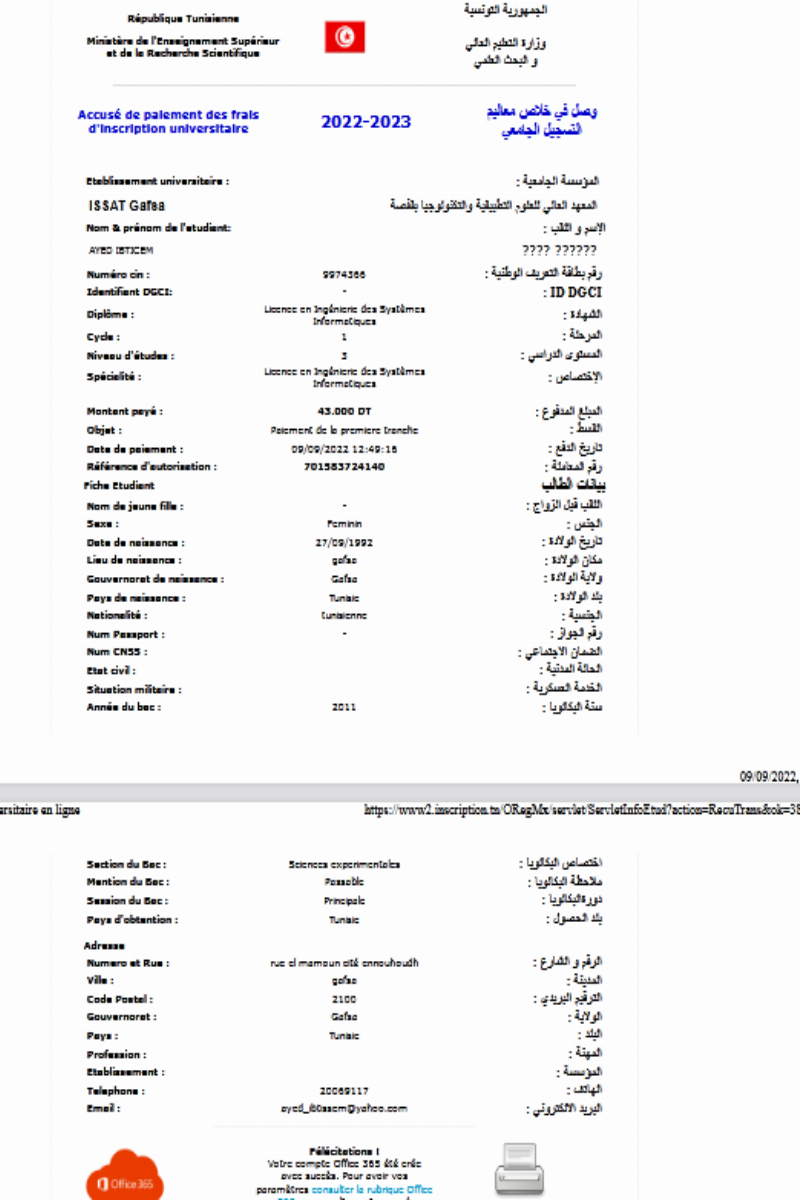 République Tunisienne
الجمهورية التونسية
Ministère de l'Enseignement Supérieur
et de la Recherche Scientifique
وزارة التعليم العالي
و البحث العلمي
Accusé de paiement des frais
d'inscription universitaire
2022-2023
وصل في خلاص معاليم
التسجيل الجامعي
Etablissement universitaire :
المؤسسة الجامعية :
ISSAT Gafsa
المعهد العالي للعلوم التطبيقية والتكنولوجيا بقفصة
Nom & prénom de l'etudient:
الإسم و اللقب :
AYED IBTICEM
???? ??????
Numéro cin : 9974366 رقم بطاقة التعريف الوطنية :
Identifiant DGCI: - ID DGCI :
Diplôme : Licence en Ingénierie des Systèmes
Informatiques الشهادة :
Cycle : 1 المرحلة :
Niveau d'études : 3 المستوى الدراسي :
Spécialité : Licence en Ingénierie des Systèmes
Informatiques الإختصاص :
Montant payé : 43.000 DT المبلغ المدفوع :
Objet : Paiement de la premiere tranche القسط :
Date de paiement : 09/09/2022 12:49:16 تاريخ الدفع :
Référence d'autorisation : 701583724140 رقم المعاملة :
Fiche Etudient بيانات الطالب
Nom de jeune fille : - اللقب قبل الزواج :
Sexe : Feminin الجنس :
Date de naissance : 27/09/1992 تاريخ الولادة :
Lieu de naissance : gafsa مكان الولادة :
Gouvernorat de naissance : Gafsa ولاية الولادة :
Pays de naissance : Tunisie بلد الولادة :
Nationalité : tunisienne الجنسية :
Num Passport : - رقم الجواز :
Num CNSS : الضمان الاجتماعي :
Etat civil : الحالة المدنية :
Situation militaire : الخدمة العسكرية :
Année du bac : 2011 سنة البكالوريا :
09/09/2022,
ersitaire en ligne https://www2.inscription.tn/ORegMx/servlet/ServletInfoEtud?action=RecuTrans&ok=38
Section du Bac : Sciences experimentales اختصاص البكالوريا :
Mention du Bac : Passable ملاحظة البكالوريا :
Session du Bac : Principale دورة البكالوريا :
Pays d'obtention : Tunisie بلد الحصول :
Adresse
Numero et Rue : rue el mamoun cité ennouhoudh الرقم و الشارع :
Ville : gafsa المدينة :
Code Postal : 2100 الترقيم البريدي :
Gouvernorat : Gafsa الولاية :
Pays : Tunisie البلد :
Profession : المهنة :
Etablissement : المؤسسة :
Telephone : 20069117 الهاتف :
Email : ayed_ibtissem@yahoo.com البريد الالكتروني :
Félécitations !
Votre compte Office 365 été crée
avec succès. Pour avoir vos
paramètres consulter la rubrique Office
Office 365